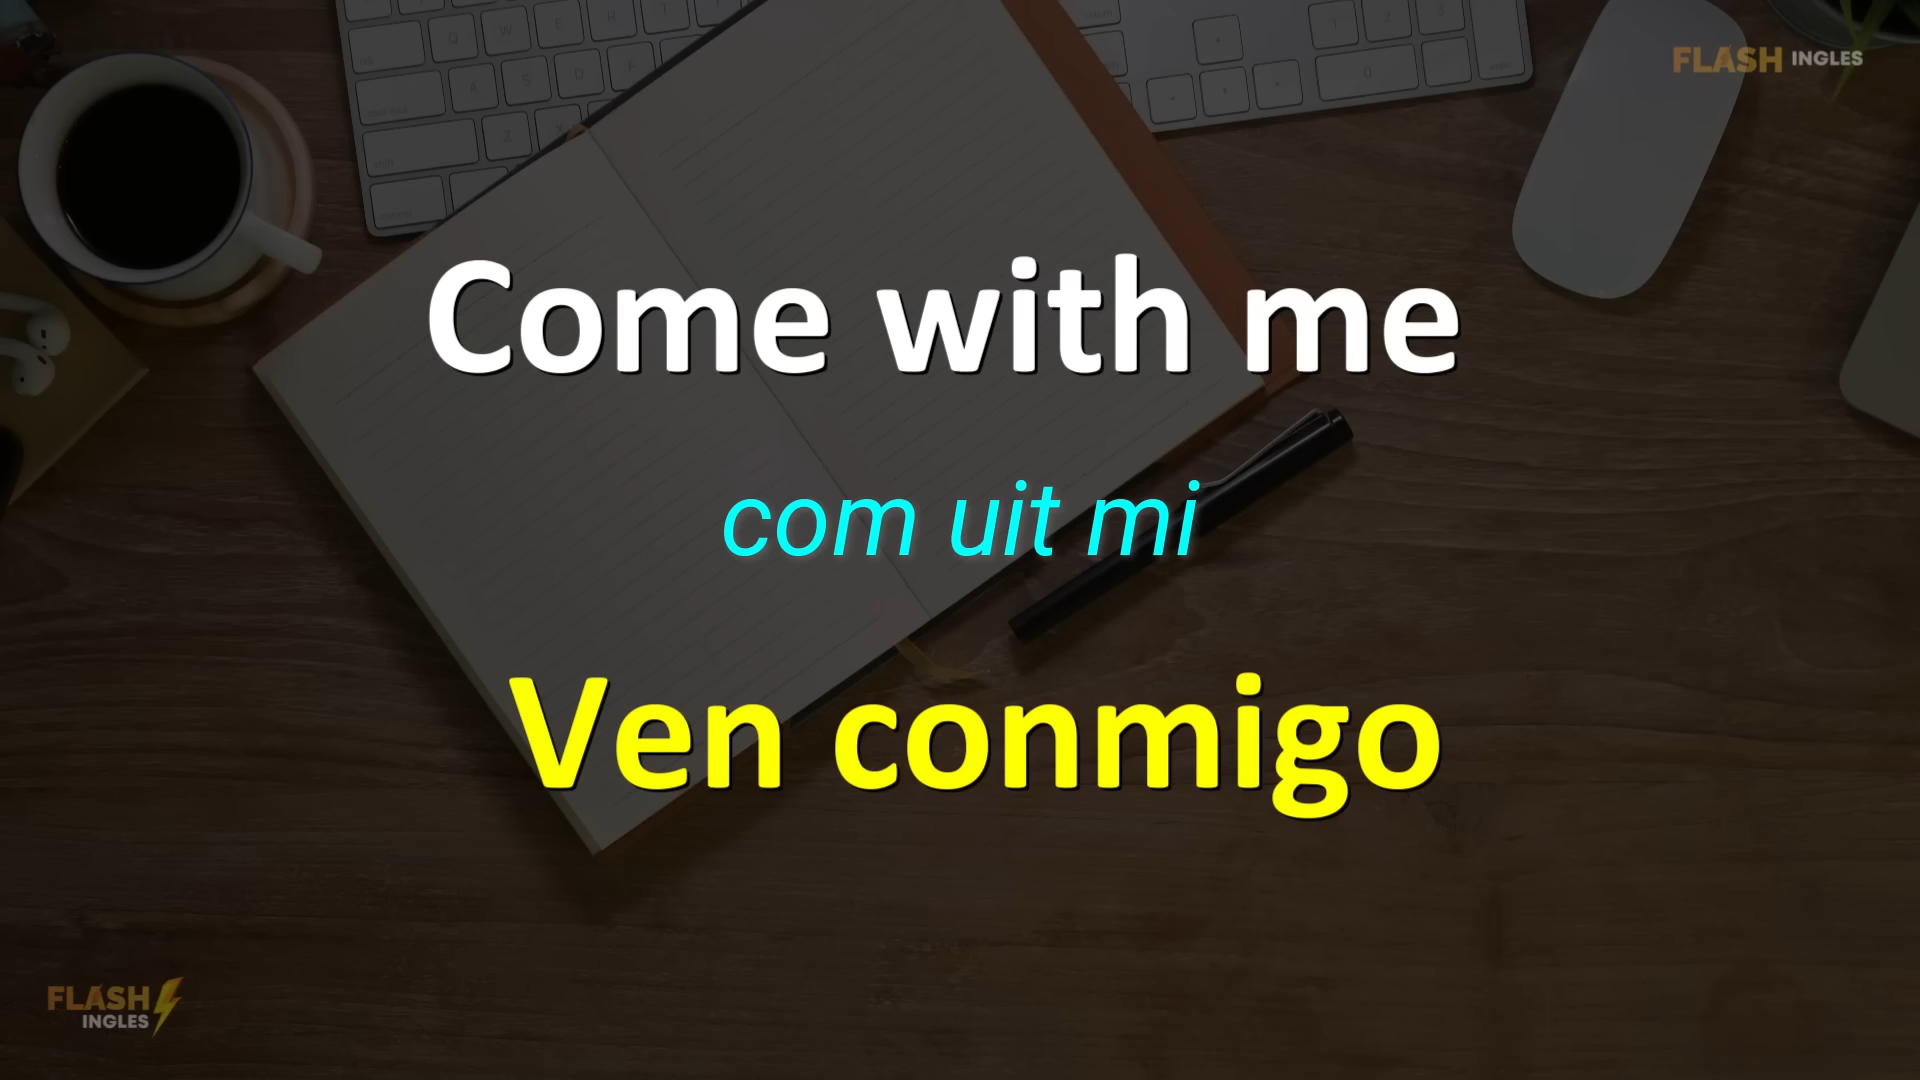 FLASH INGLES
Come with me
com uit mi
Ven conmigo
FLASH
INGLES